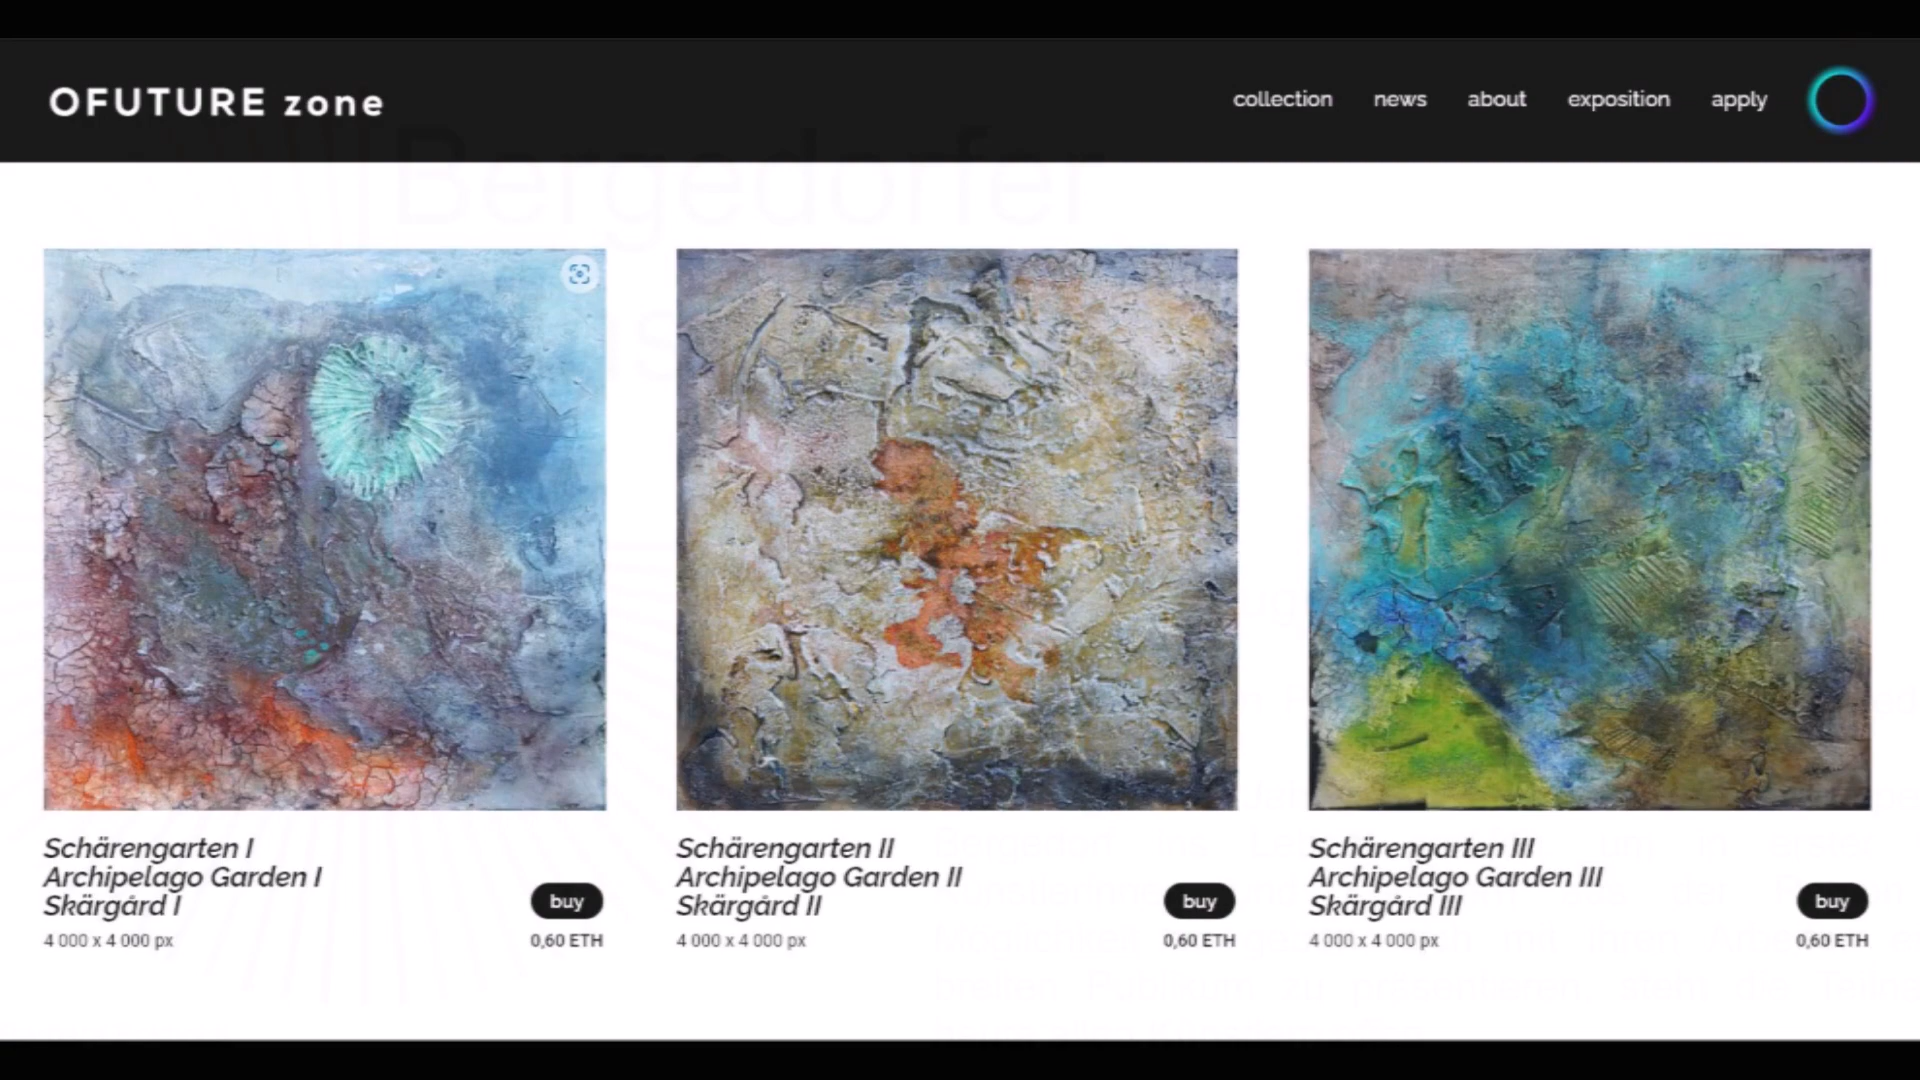 OFUTURE zone
collection news about exposition apply
Bergedorfer
Schärengarten I
Archipelago Garden I
Skärgård I
4 000 x 4 000 px
buy
0,60 ETH
Schärengarten II
Archipelago Garden II
Skärgård II
4 000 x 4 000 px
buy
0,60 ETH
Schärengarten III
Archipelago Garden III
Skärgård III
4 000 x 4 000 px
buy
0,60 ETH